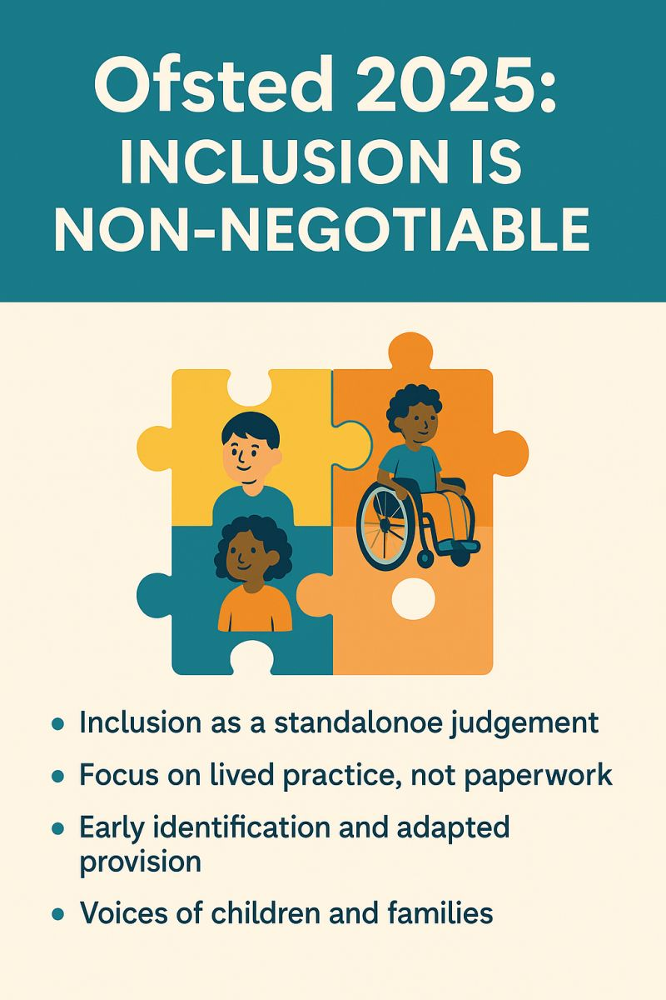 Ofsted 2025:
INCLUSION IS
NON-NEGOTIABLE
• Inclusion as a standalonoe judgement
• Focus on lived practice, not paperwork
• Early identification and adapted
provision
• Voices of children and families